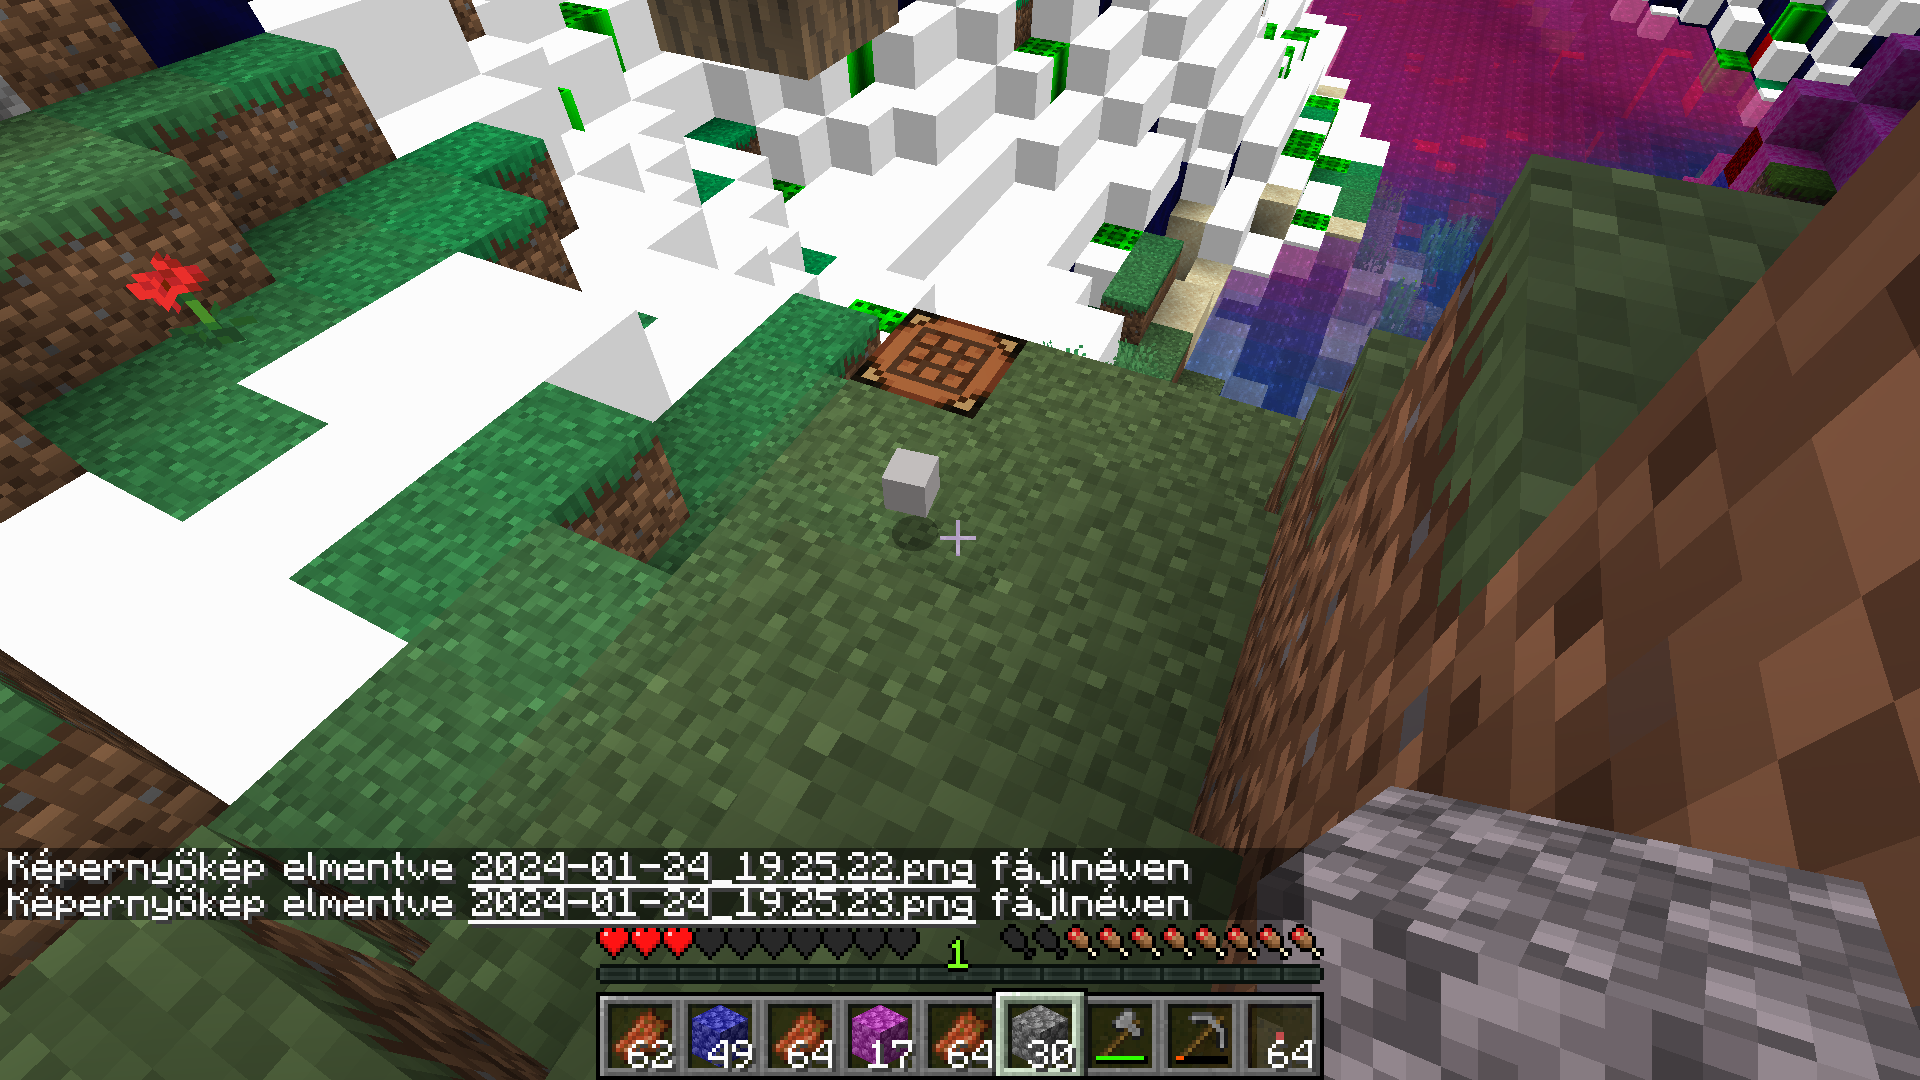 Képernyőkép elmentve 2024-01-24_19.25.22.png fájlnéven
Képernyőkép elmentve 2024-01-24_19.25.23.png fájlnéven
1
62 49 64 17 64 30 64